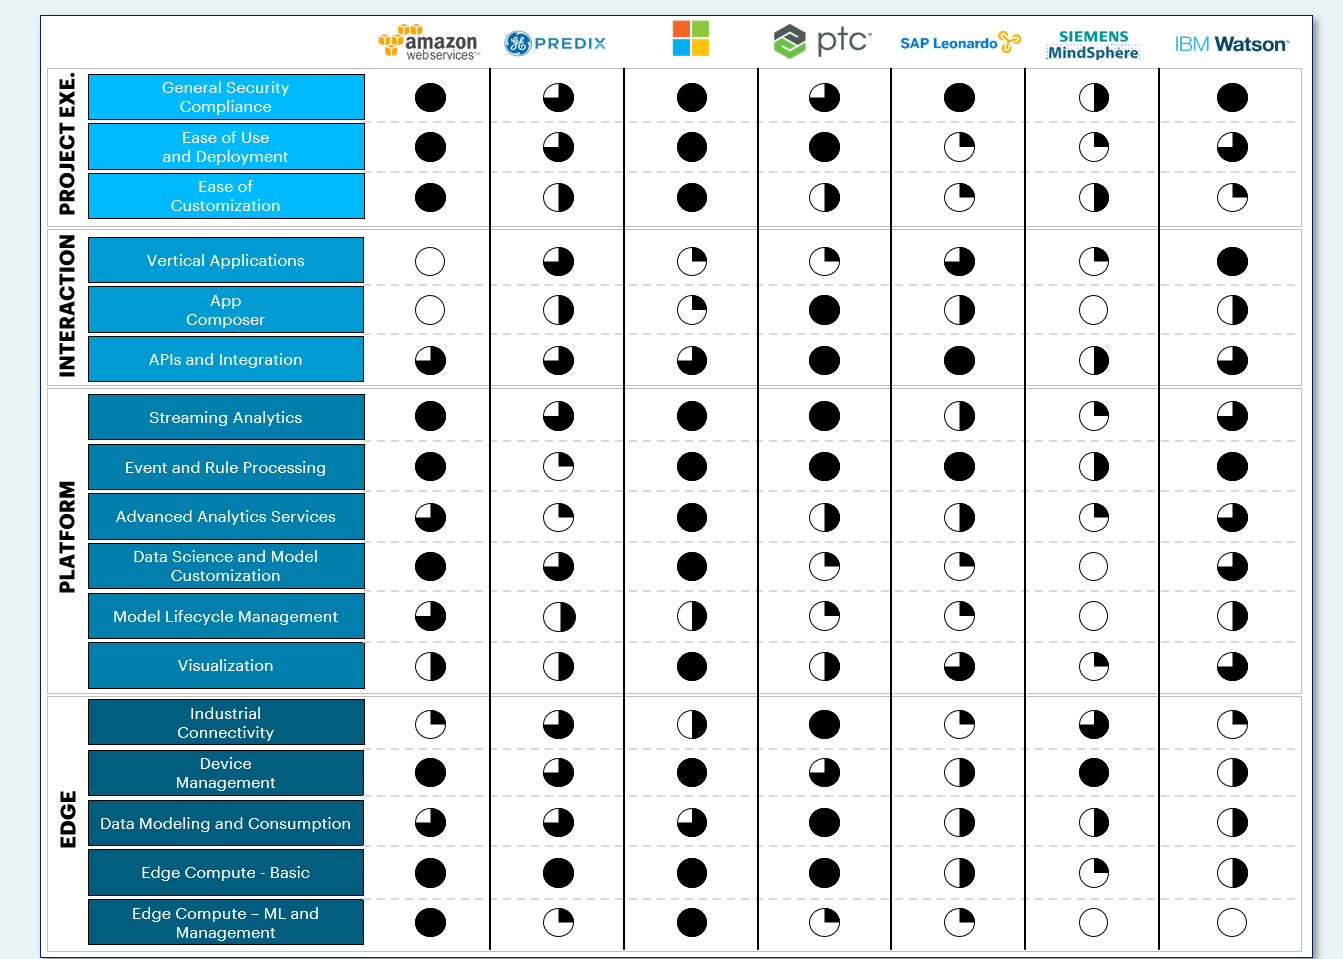 amazon
webservices™
GE PREDIX
ptc®
SAP Leonardo
SIEMENS
MindSphere
IBM Watson™
PROJECT EXE.
General Security
Compliance
Ease of Use
and Deployment
Ease of
Customization
INTERACTION
Vertical Applications
App
Composer
APIs and Integration
PLATFORM
Streaming Analytics
Event and Rule Processing
Advanced Analytics Services
Data Science and Model
Customization
Model Lifecycle Management
Visualization
EDGE
Industrial
Connectivity
Device
Management
Data Modeling and Consumption
Edge Compute - Basic
Edge Compute – ML and
Management